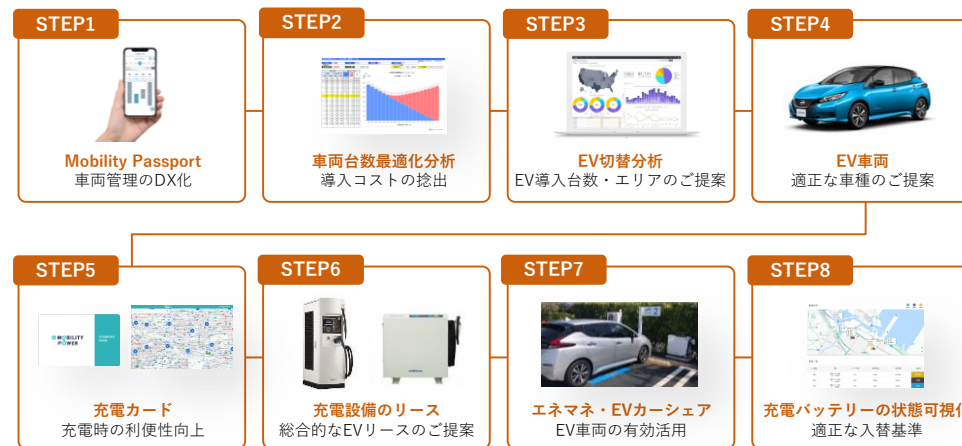 STEP1
STEP2
STEP3
STEP4
Mobility Passport
車両管理のDX化
車両台数最適化分析
導入コストの捻出
EV切替分析
EV導入台数・エリアのご提案
EV車両
適正な車種のご提案
STEP5
STEP6
STEP7
STEP8
MOBILITY
POWER
充電カード
充電時の利便性向上
充電設備のリース
総合的なEVリースのご提案
エネマネ・EVカーシェア
EV車両の有効活用
充電バッテリーの状態可視化
適正な入替基準